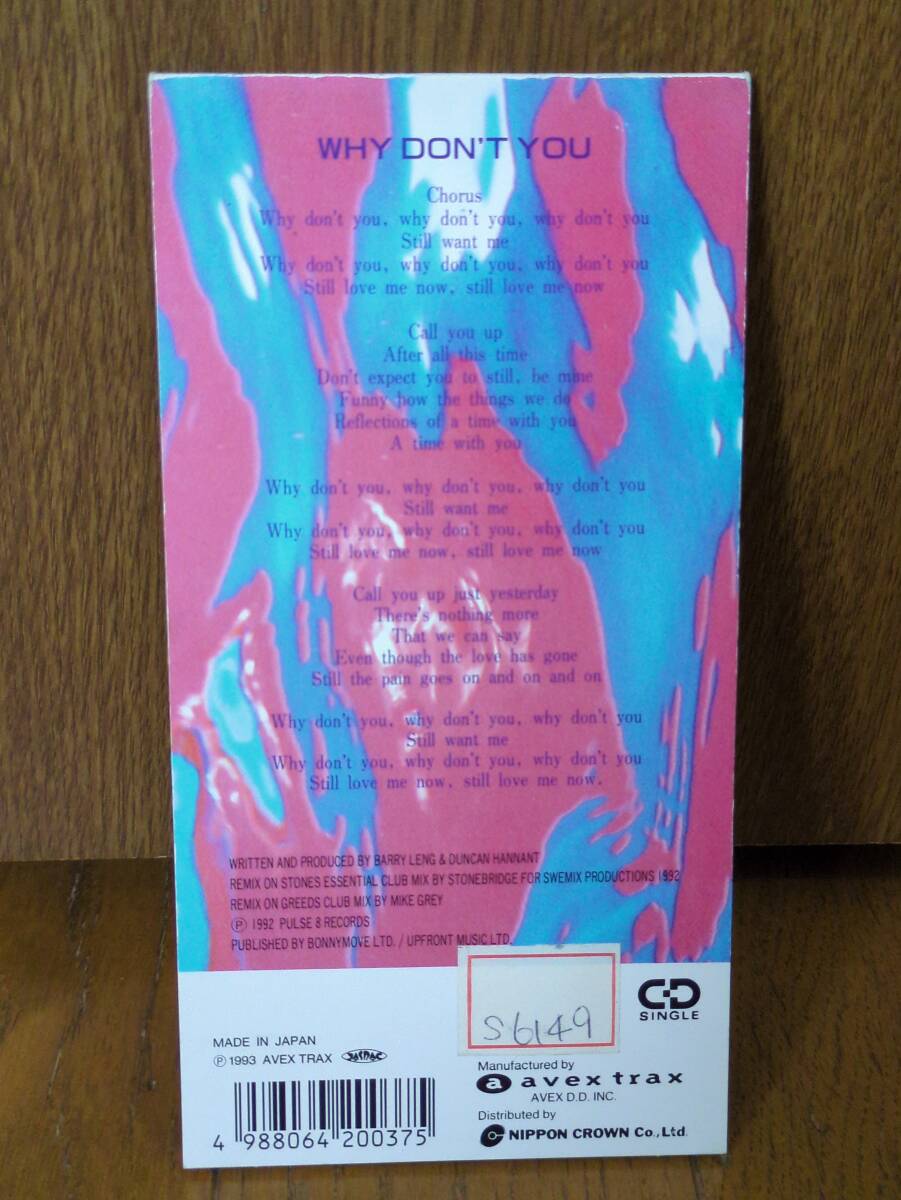 WHY DON'T YOU
Chorus
Why don't you, why don't you, why don't you
Still want me
Why don't you, why don't you, why don't you
Still love me now, still love me now
Call you up
After all this time
Don't expect you to still, be mine
Funny how the things we do
Reflections of a time with you
A time with you
Why don't you, why don't you, why don't you
Still want me
Why don't you, why don't you, why don't you
Still love me now, still love me now
Call you up just yesterday
There's nothing more
That we can say
Even though the love has gone
Still the pain goes on and on and on
Why don't you, why don't you, why don't you
Still want me
Why don't you, why don't you, why don't you
Still love me now, still love me now.
WRITTEN AND PRODUCED BY BARRY LENG & DUNCAN HANNANT
REMIX ON STONES ESSENTIAL CLUB MIX BY STONEBRIDGE FOR SWEMIX PRODUCTIONS 1992
REMIX ON GREEDS CLUB MIX BY MIKE GREY
Ⓟ 1992 PULSE 8 RECORDS
PUBLISHED BY BONNYMOVE LTD. / UPFRONT MUSIC LTD.
S6149
CD
SINGLE
MADE IN JAPAN
Ⓟ 1993 AVEX TRAX JASRAC
Manufactured by
a avex trax
AVEX D.D. INC.
Distributed by
NIPPON CROWN Co., Ltd.
4 988064 200375